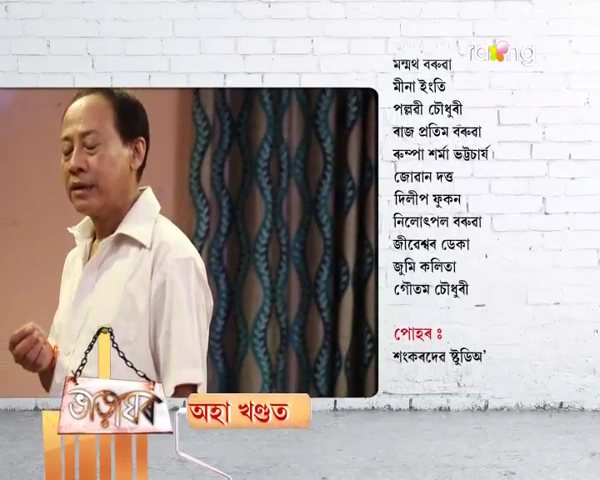 rang
মন্মথ বৰুৱা
মীনা ইংতি
পল্লৱী চৌধুৰী
ৰাজ প্ৰতিম বৰুৱা
ৰুম্পা শৰ্মা ভট্টচাৰ্য
জোৱান দত্ত
দিলীপ ফুকন
নিলোৎপল বৰুৱা
জীৱেশ্বৰ ডেকা
জুমি কলিতা
গৌতম চৌধুৰী
পোহৰ ঃ
শংকৰদেৱ ষ্টুডিঅ'
ভাড়াঘৰ
অহা খণ্ডত